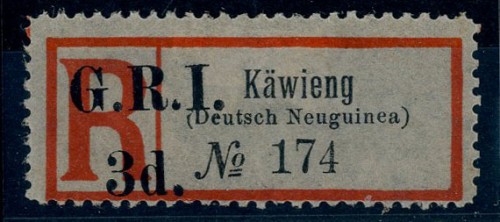 R G.R.I. Käwieng
(Deutsch Neuguinea)
3d. № 174